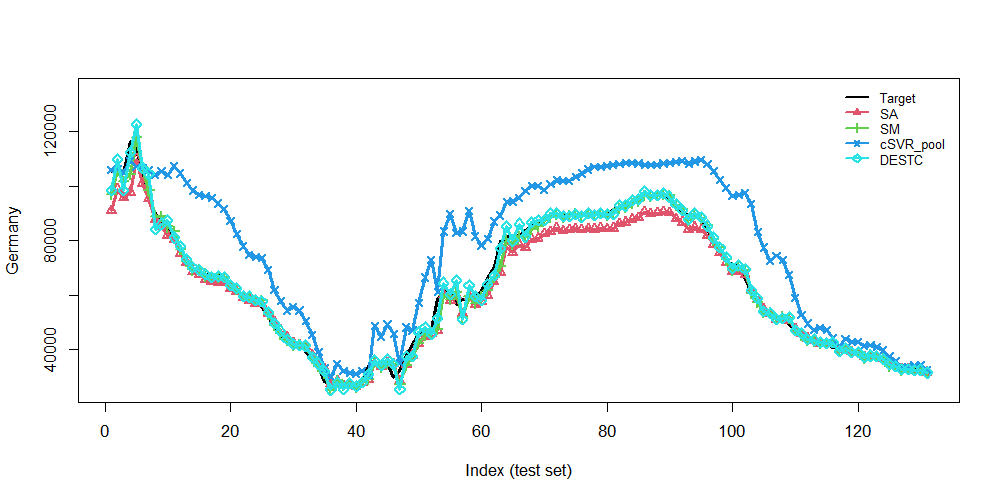 Germany
120000
80000
40000
Target
SA
SM
cSVR_pool
DESTC
0 20 40 60 80 100 120
Index (test set)